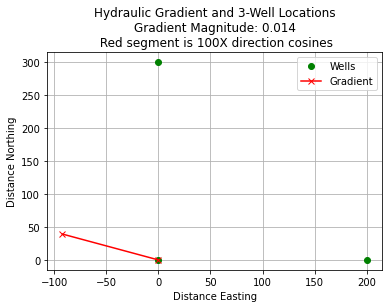 Hydraulic Gradient and 3-Well Locations
Gradient Magnitude: 0.014
Red segment is 100X direction cosines
Wells
Gradient
Distance Northing
300
250
200
150
100
50
0
−100
−50
0
50
100
150
200
Distance Easting